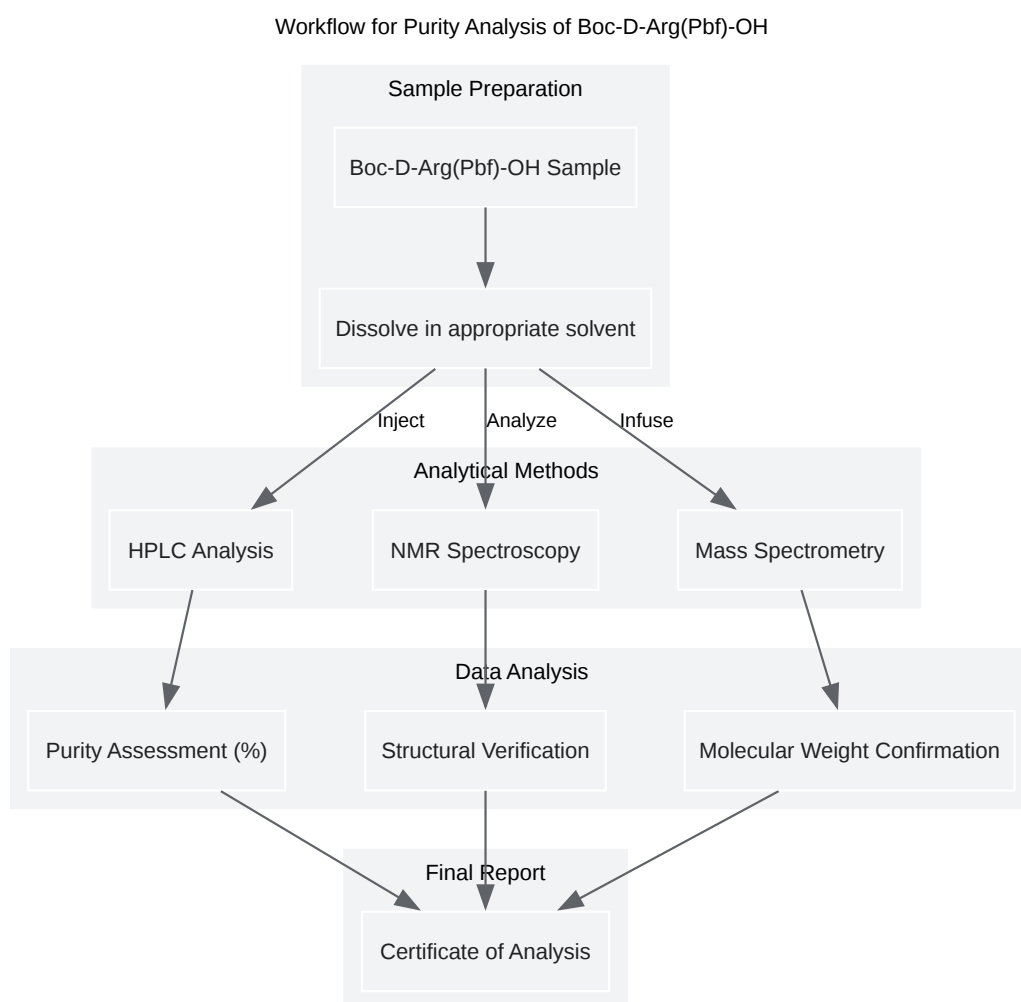 Workflow for Purity Analysis of Boc-D-Arg(Pbf)-OH
Sample Preparation
Boc-D-Arg(Pbf)-OH Sample
Dissolve in appropriate solvent
Inject
Analyze
Infuse
Analytical Methods
HPLC Analysis
NMR Spectroscopy
Mass Spectrometry
Data Analysis
Purity Assessment (%)
Structural Verification
Molecular Weight Confirmation
Final Report
Certificate of Analysis